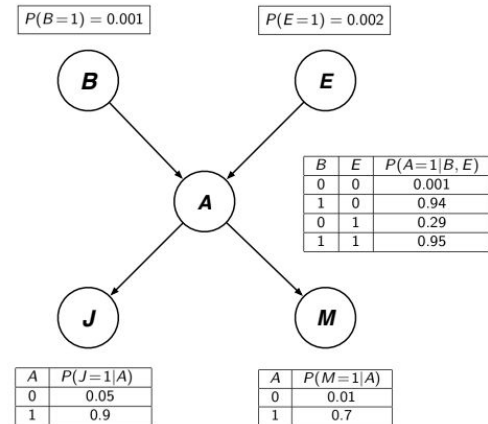 P(B=1) = 0.001
P(E=1) = 0.002
B
E
A
B E P(A=1|B, E)
0 0 0.001
1 0 0.94
0 1 0.29
1 1 0.95
J
M
A P(J=1|A)
0 0.05
1 0.9
A P(M=1|A)
0 0.01
1 0.7